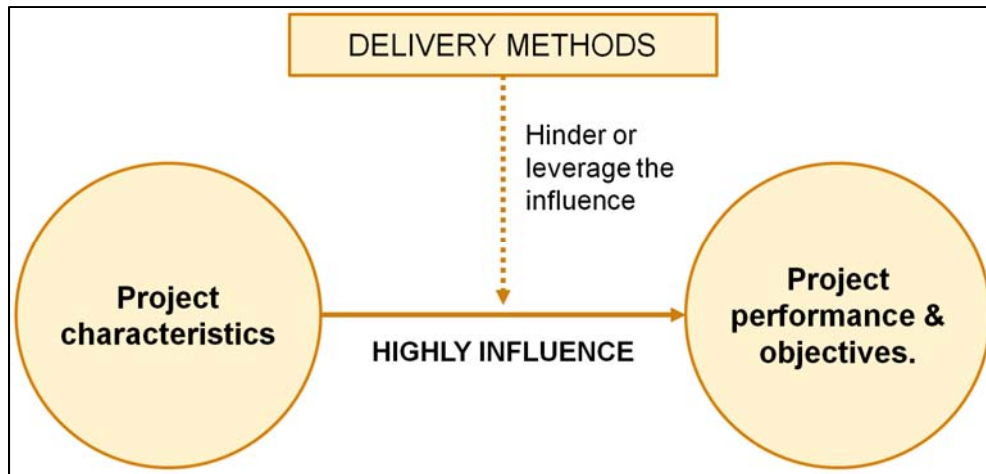 DELIVERY METHODS
Hinder or
leverage the
influence
Project
characteristics
HIGHLY INFLUENCE
Project
performance &
objectives.